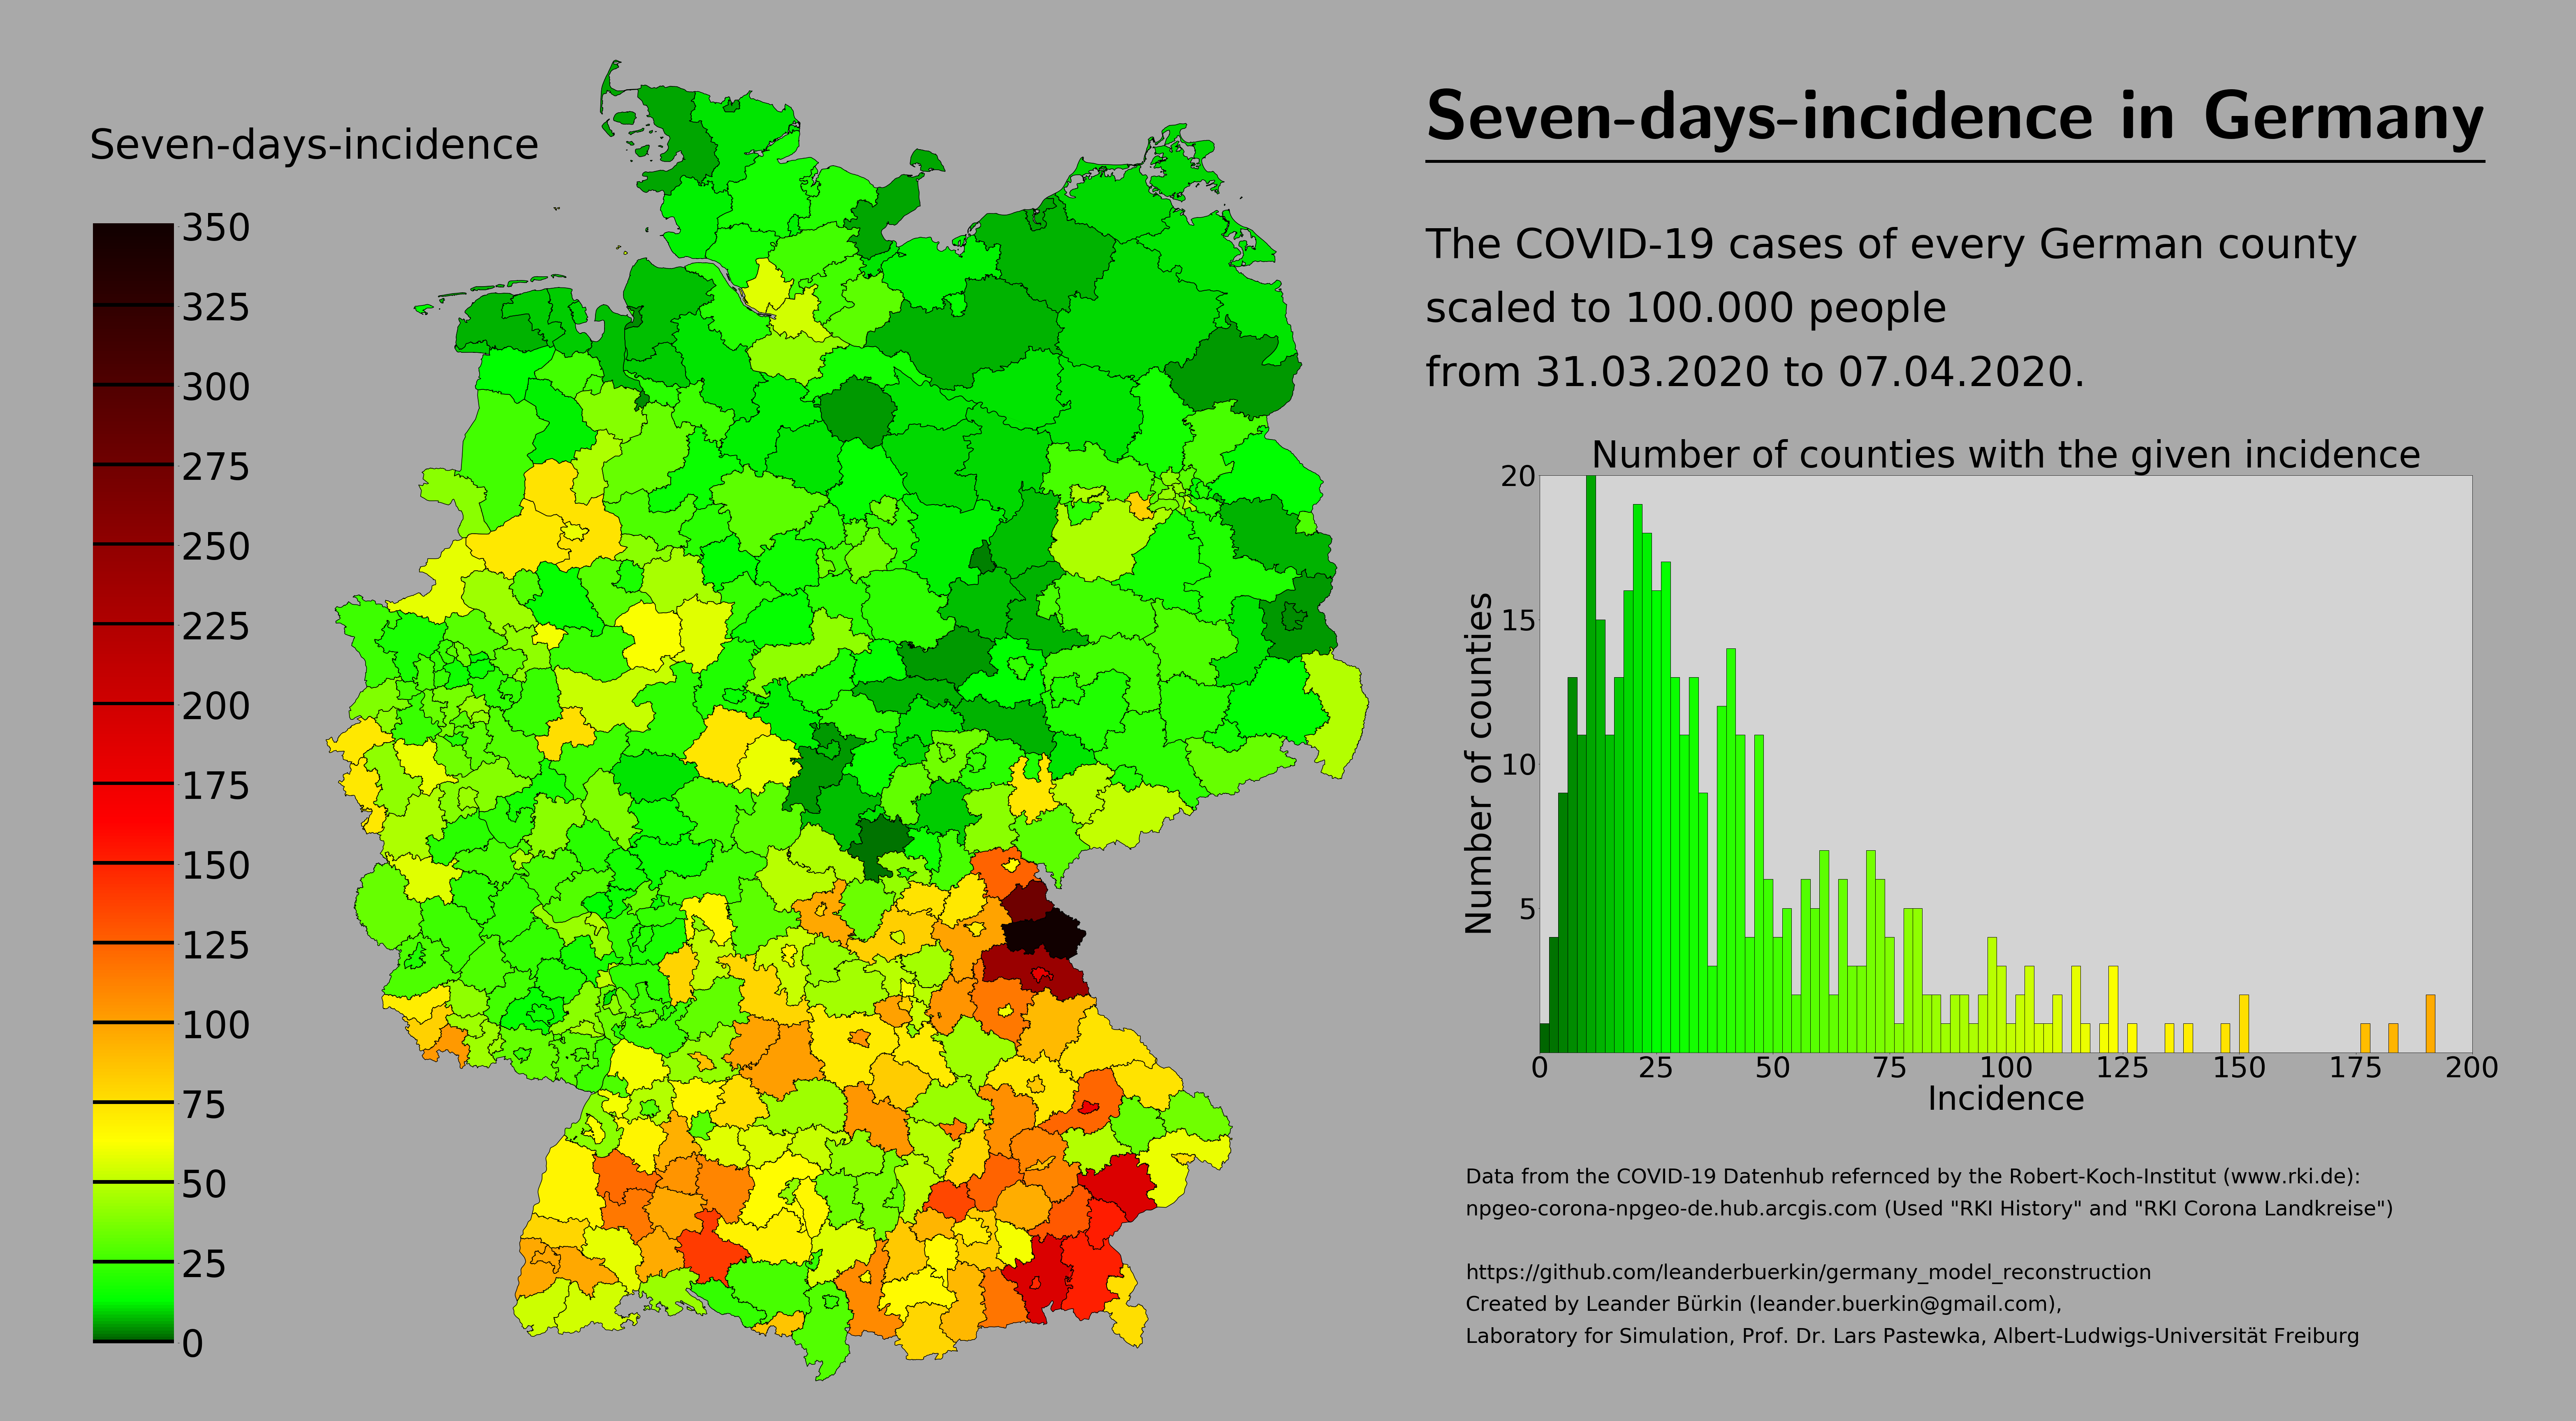 Seven-days-incidence in Germany
Seven-days-incidence
350
325
300
275
250
225
200
175
150
125
100
75
50
25
0
The COVID-19 cases of every German county
scaled to 100.000 people
from 31.03.2020 to 07.04.2020.
Number of counties with the given incidence
Number of counties
20
15
10
5
0 25 50 75 100 125 150 175 200
Incidence
Data from the COVID-19 Datenhub refernced by the Robert-Koch-Institut (www.rki.de):
npgeo-corona-npgeo-de.hub.arcgis.com (Used "RKI History" and "RKI Corona Landkreise")
https://github.com/leanderbuerkin/germany_model_reconstruction
Created by Leander Bürkin (leander.buerkin@gmail.com),
Laboratory for Simulation, Prof. Dr. Lars Pastewka, Albert-Ludwigs-Universität Freiburg